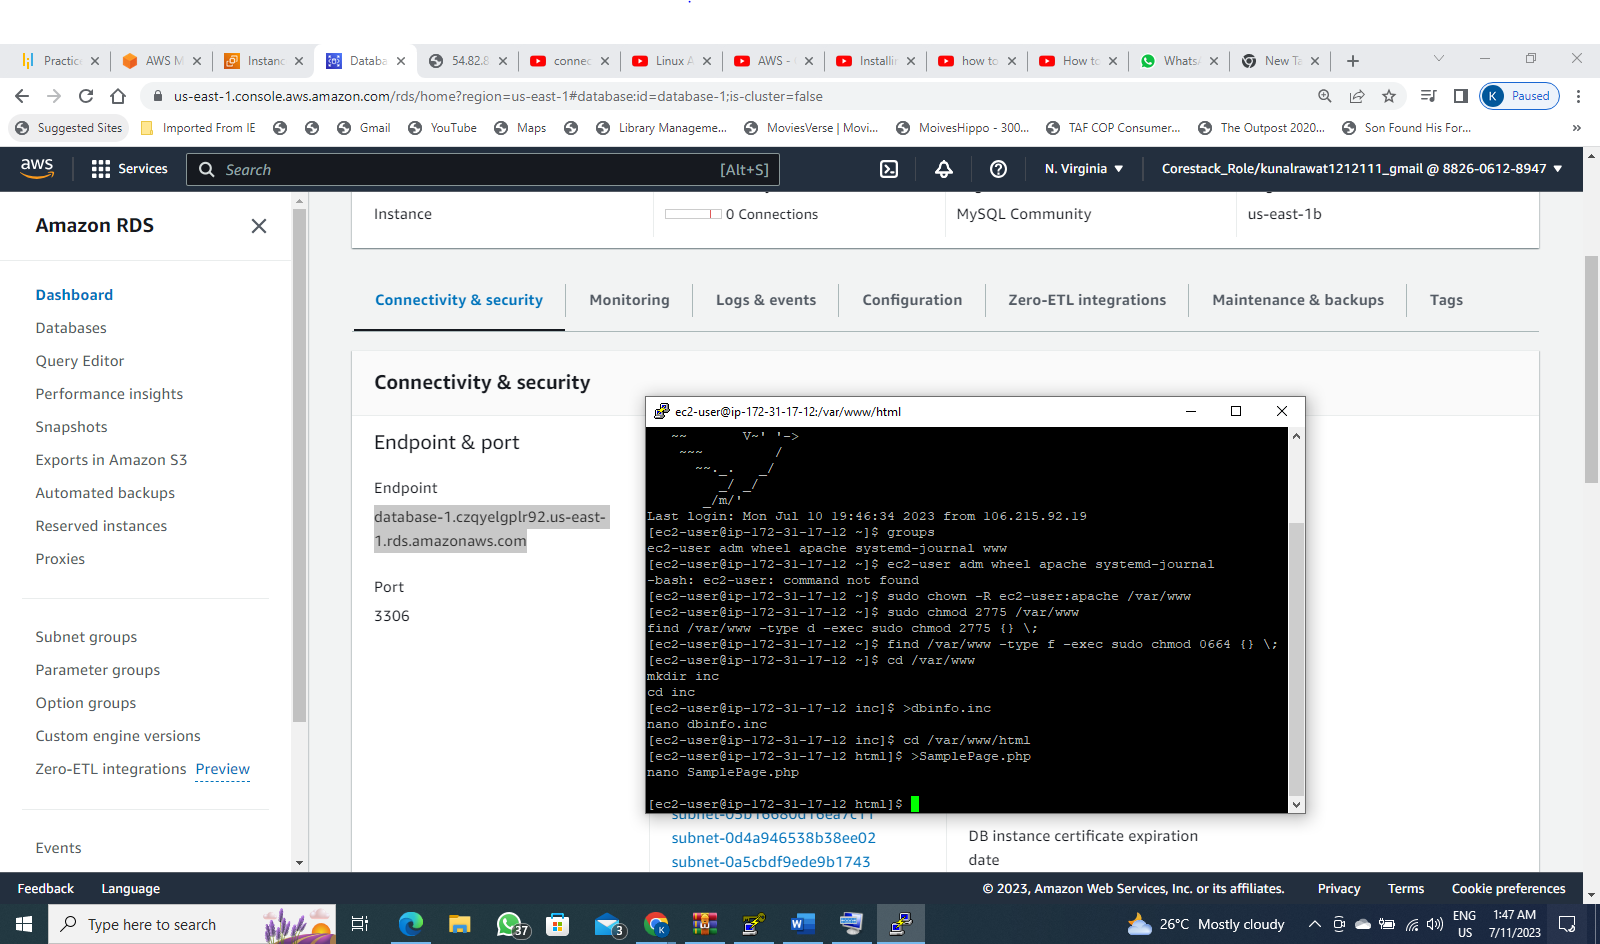 Practice
AWS M
Instanc
Databa
54.82.8
connec
Linux A
AWS -
Installin
how to
How to
Whats
New Ta
us-east-1.console.aws.amazon.com/rds/home?region=us-east-1#database:id=database-1;is-cluster=false
K Paused
Suggested Sites
Imported From IE
Gmail
YouTube
Maps
Library Manageme...
MoviesVerse | Movi...
MoivesHippo - 300...
TAF COP Consumer...
The Outpost 2020...
Son Found His For...
»
aws
Services
Search [Alt+S]
N. Virginia
Corestack_Role/kunalrawat1212111_gmail @ 8826-0612-8947
Amazon RDS
Dashboard
Databases
Query Editor
Performance insights
Snapshots
Exports in Amazon S3
Automated backups
Reserved instances
Proxies
Subnet groups
Parameter groups
Option groups
Custom engine versions
Zero-ETL integrations Preview
Events
Instance
0 Connections
MySQL Community
us-east-1b
Connectivity & security
Monitoring
Logs & events
Configuration
Zero-ETL integrations
Maintenance & backups
Tags
Connectivity & security
Endpoint & port
Endpoint
database-1.czqyelgplr92.us-east-
1.rds.amazonaws.com
Port
3306
ec2-user@ip-172-31-17-12:/var/www/html
~~       V~' '->
~~~         /
~~._.   _/
_/ _/
_/m/'
Last login: Mon Jul 10 19:46:34 2023 from 106.215.92.19
[ec2-user@ip-172-31-17-12 ~]$ groups
ec2-user adm wheel apache systemd-journal www
[ec2-user@ip-172-31-17-12 ~]$ ec2-user adm wheel apache systemd-journal
-bash: ec2-user: command not found
[ec2-user@ip-172-31-17-12 ~]$ sudo chown -R ec2-user:apache /var/www
[ec2-user@ip-172-31-17-12 ~]$ sudo chmod 2775 /var/www
find /var/www -type d -exec sudo chmod 2775 {} \;
[ec2-user@ip-172-31-17-12 ~]$ find /var/www -type f -exec sudo chmod 0664 {} \;
[ec2-user@ip-172-31-17-12 ~]$ cd /var/www
mkdir inc
cd inc
[ec2-user@ip-172-31-17-12 inc]$ >dbinfo.inc
nano dbinfo.inc
[ec2-user@ip-172-31-17-12 inc]$ cd /var/www/html
[ec2-user@ip-172-31-17-12 html]$ >SamplePage.php
nano SamplePage.php
[ec2-user@ip-172-31-17-12 html]$
subnet-0d4a946538b38ee02
subnet-0a5cbdf9ede9b1743
DB instance certificate expiration
date
Feedback
Language
© 2023, Amazon Web Services, Inc. or its affiliates.
Privacy
Terms
Cookie preferences
Type here to search
37
3
26°C Mostly cloudy
ENG
US
1:47 AM
7/11/2023